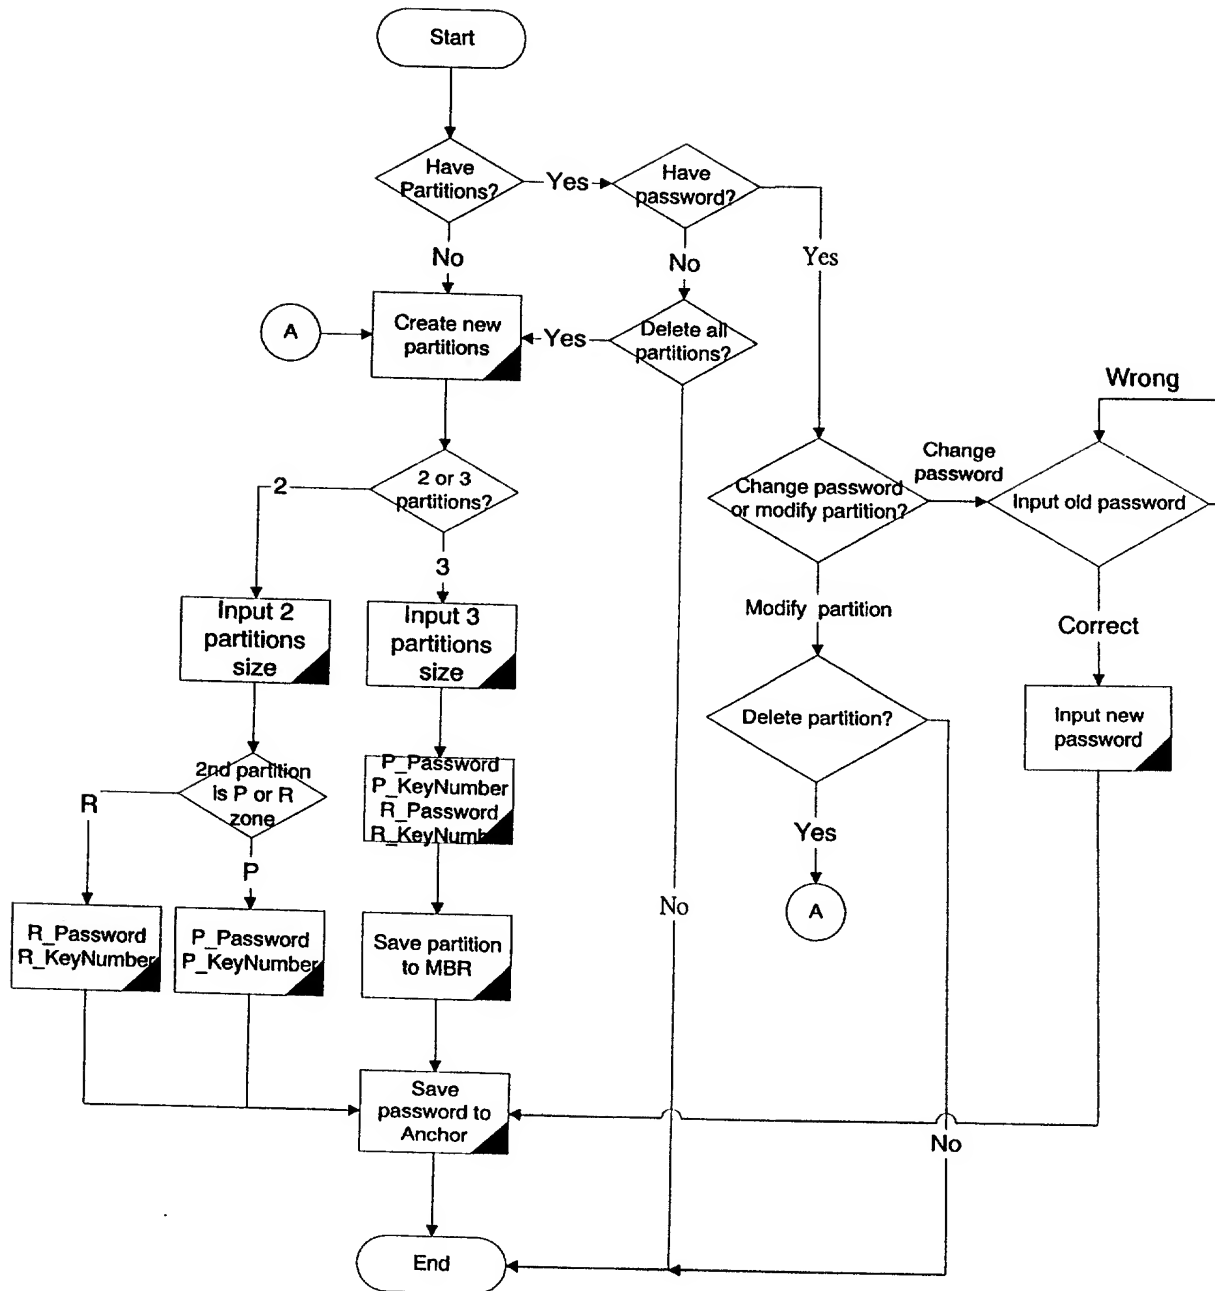 Start
Have
Partitions?
Yes
Have
password?
No
No
Yes
A
Create new
partitions
Yes
Delete all
partitions?
Wrong
2
2 or 3
partitions?
Change password
or modify partition?
Change
password
Input old password
3
Input 2
partitions
size
Input 3
partitions
size
Modify partition
Correct
Delete partition?
Input new
password
2nd partition
is P or R
zone
R
P
P_Password
P_KeyNumber
R_Password
R_KeyNumber
Yes
R_Password
R_KeyNumber
P_Password
P_KeyNumber
Save partition
to MBR
No
A
Save
password to
Anchor
No
End